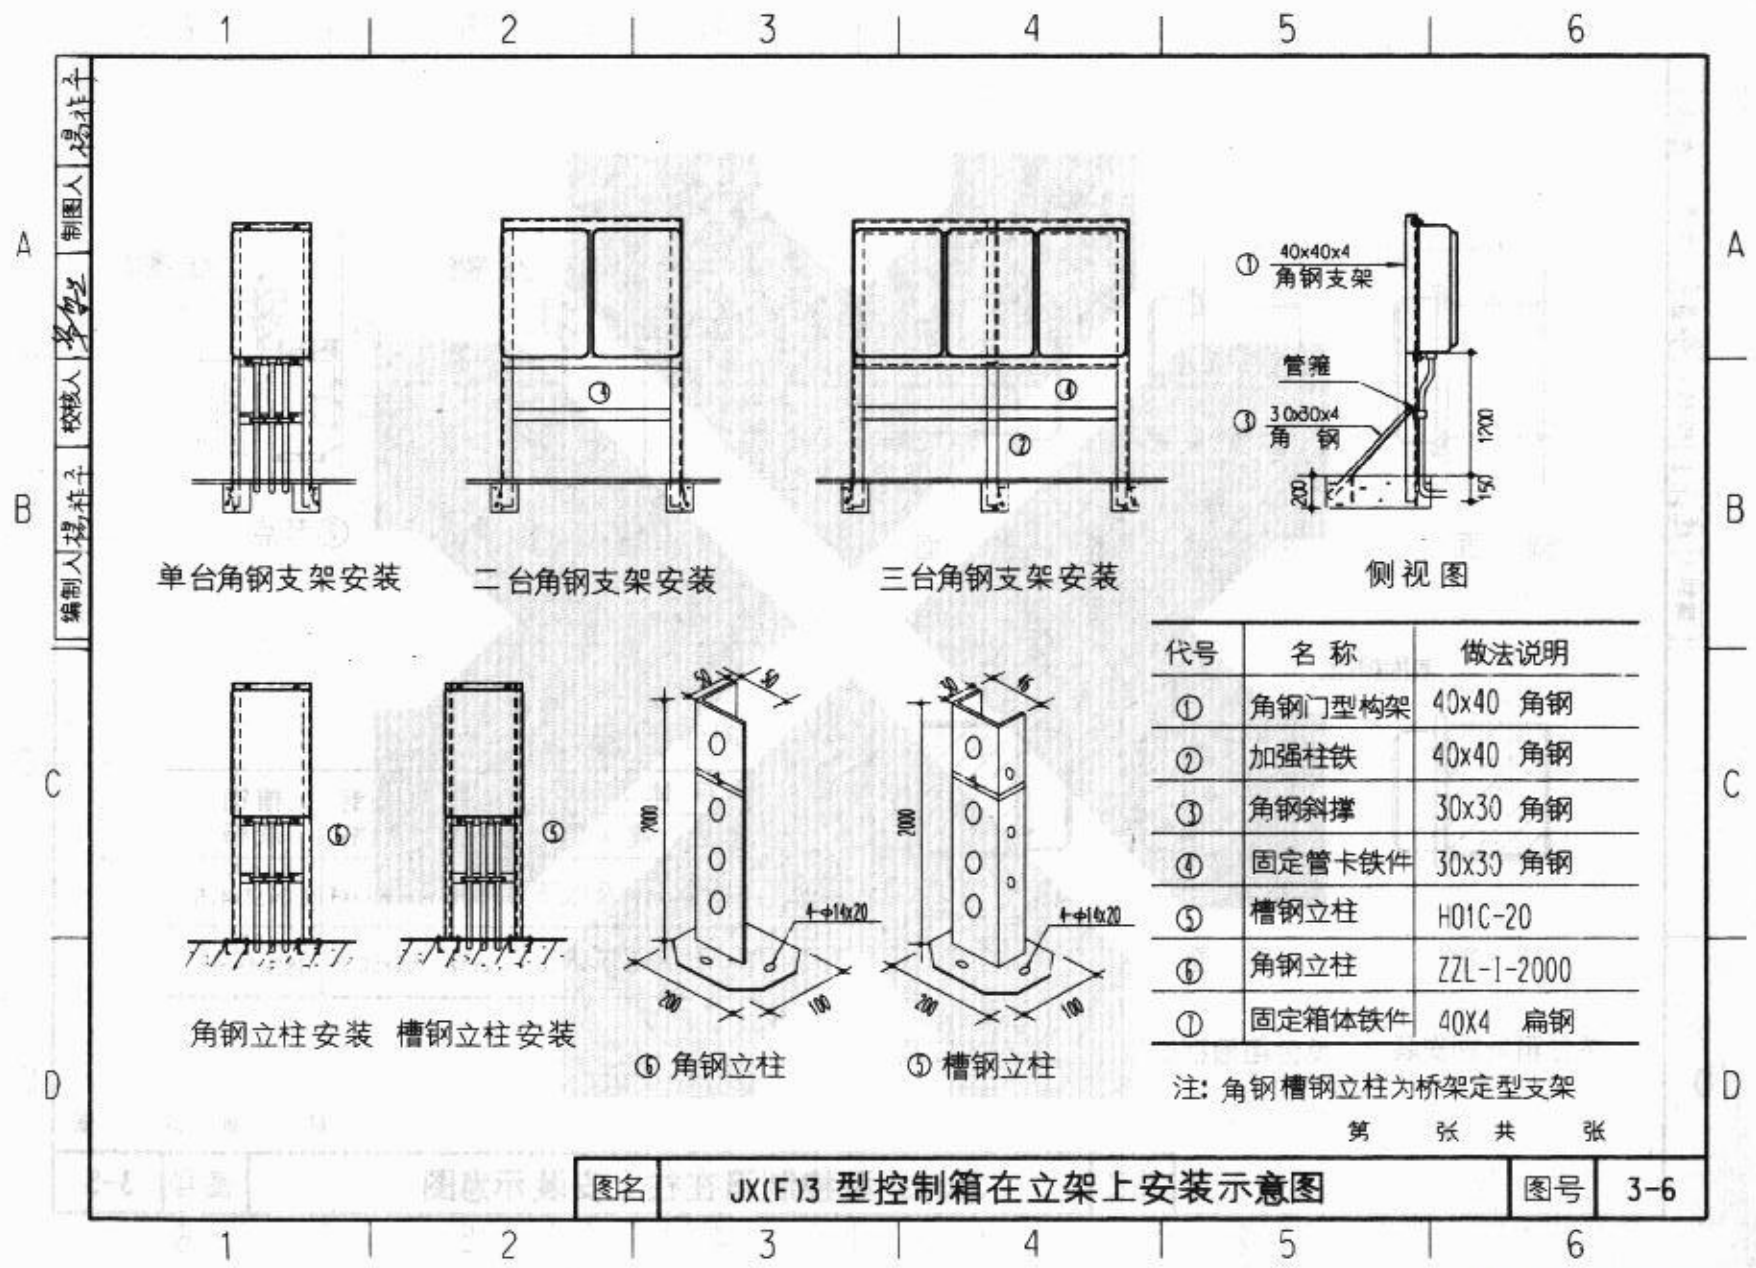 1 2 3 4 5 6
A A
B B
C C
D D
制图人
校核人
编制人
① 40x40x4
角钢支架
管箍
③ 30x30x4
角 钢
1200
200
150
④
④
②
单台角钢支架安装
二台角钢支架安装
三台角钢支架安装
侧视图
⑥
⑤
50 50
2000
4-Φ14x20
200 100
50
2000
4-Φ14x20
200 100
角钢立柱安装
槽钢立柱安装
⑥ 角钢立柱
⑤ 槽钢立柱
代号 名称 做法说明
① 角钢门型构架 40x40 角钢
② 加强柱铁 40x40 角钢
③ 角钢斜撑 30x30 角钢
④ 固定管卡铁件 30x30 角钢
⑤ 槽钢立柱 H01C-20
⑥ 角钢立柱 ZZL-1-2000
⑦ 固定箱体铁件 40X4 扁钢
注: 角钢槽钢立柱为桥架定型支架
第 张 共 张
图名 JX(F)3 型控制箱在立架上安装示意图 图号 3-6
1 2 3 4 5 6